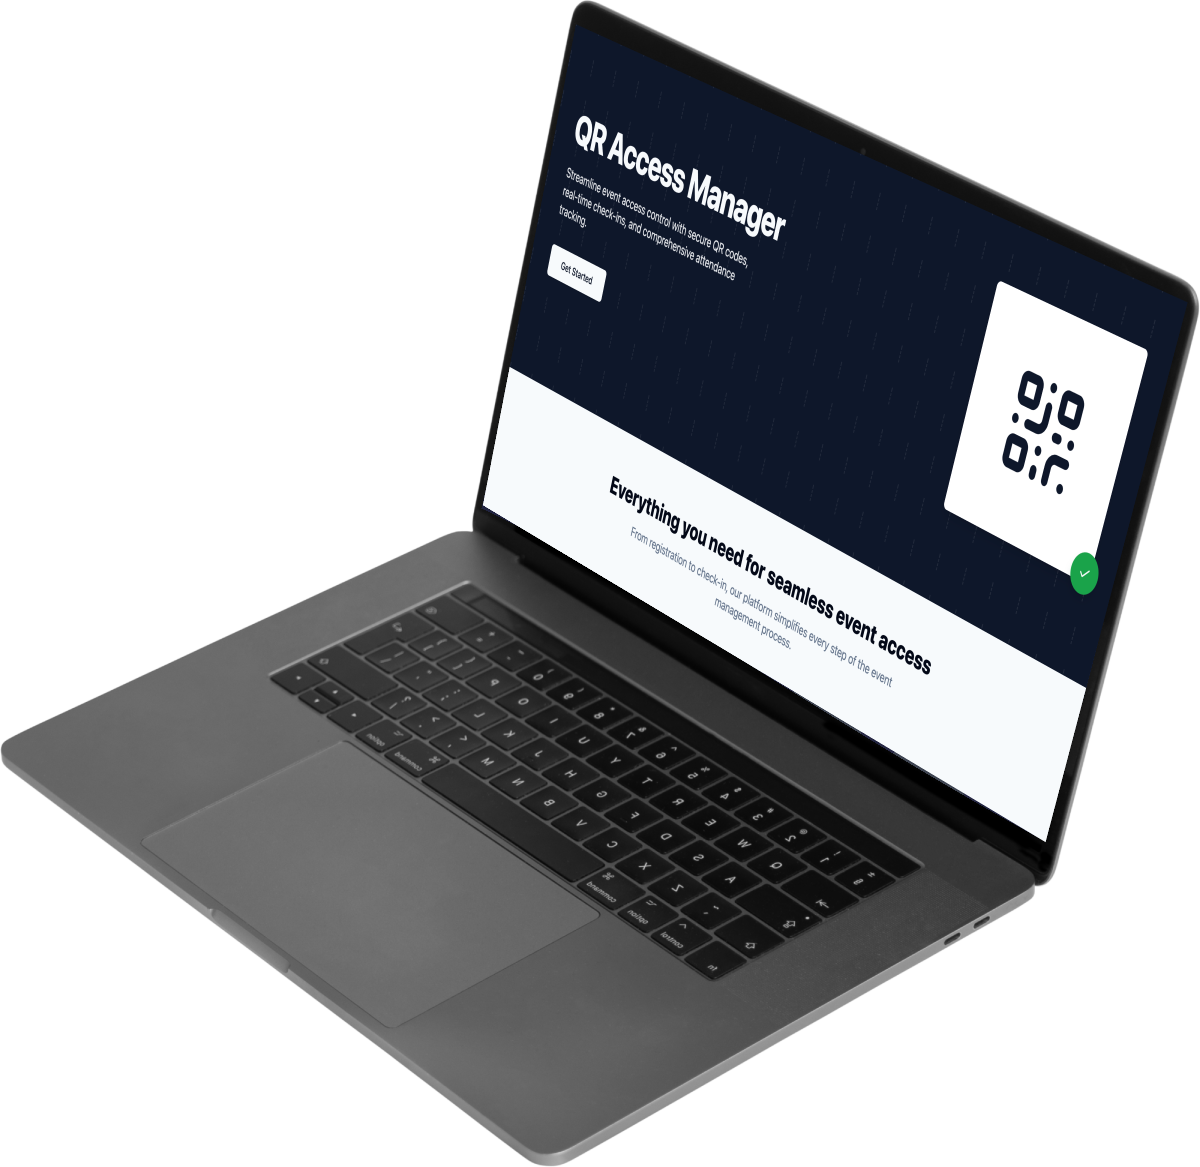 QR Access Manager
Streamline event access control with secure QR codes,
real-time check-ins, and comprehensive attendance
tracking.
Get Started
Everything you need for seamless event access
From registration to check-in, our platform simplifies every step of the event
management process.